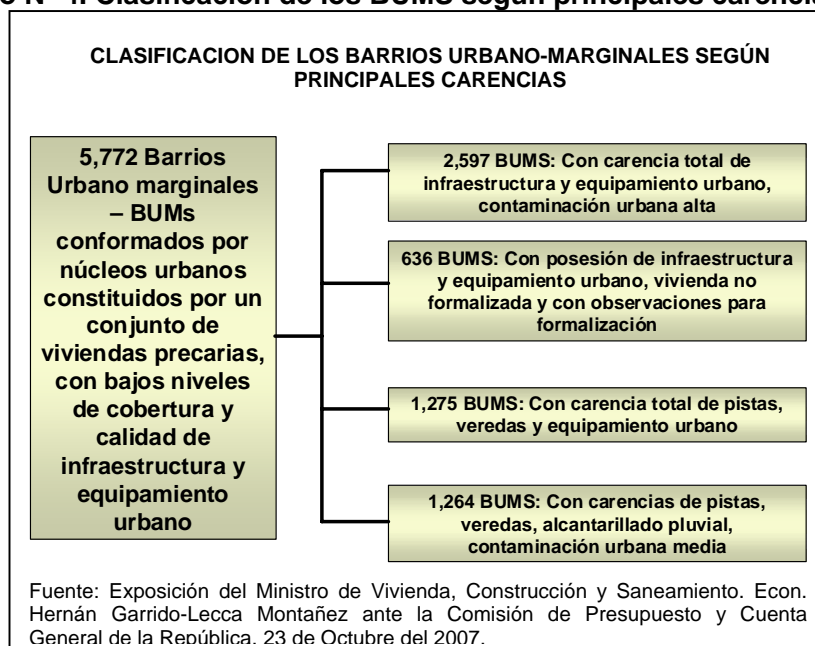 Clasificación de los BUMS según principales
CLASIFICACION DE LOS BARRIOS URBANO-MARGINALES SEGÚN
PRINCIPALES CARENCIAS
5,772 Barrios
Urbano marginales
– BUMs
conformados por
núcleos urbanos
constituidos por un
conjunto de
viviendas precarias,
con bajos niveles
de cobertura y
calidad de
infraestructura y
equipamiento
urbano
2,597 BUMS: Con carencia total de
infraestructura y equipamiento urbano,
contaminación urbana alta
636 BUMS: Con posesión de infraestructura
y equipamiento urbano, vivienda no
formalizada y con observaciones para
formalización
1,275 BUMS: Con carencia total de pistas,
veredas y equipamiento urbano
1,264 BUMS: Con carencias de pistas,
veredas, alcantarillado pluvial,
contaminación urbana media
Fuente: Exposición del Ministro de Vivienda, Construcción y Saneamiento. Econ.
Hernán Garrido-Lecca Montañez ante la Comisión de Presupuesto y Cuenta
General de la República. 23 de Octubre del 2007.